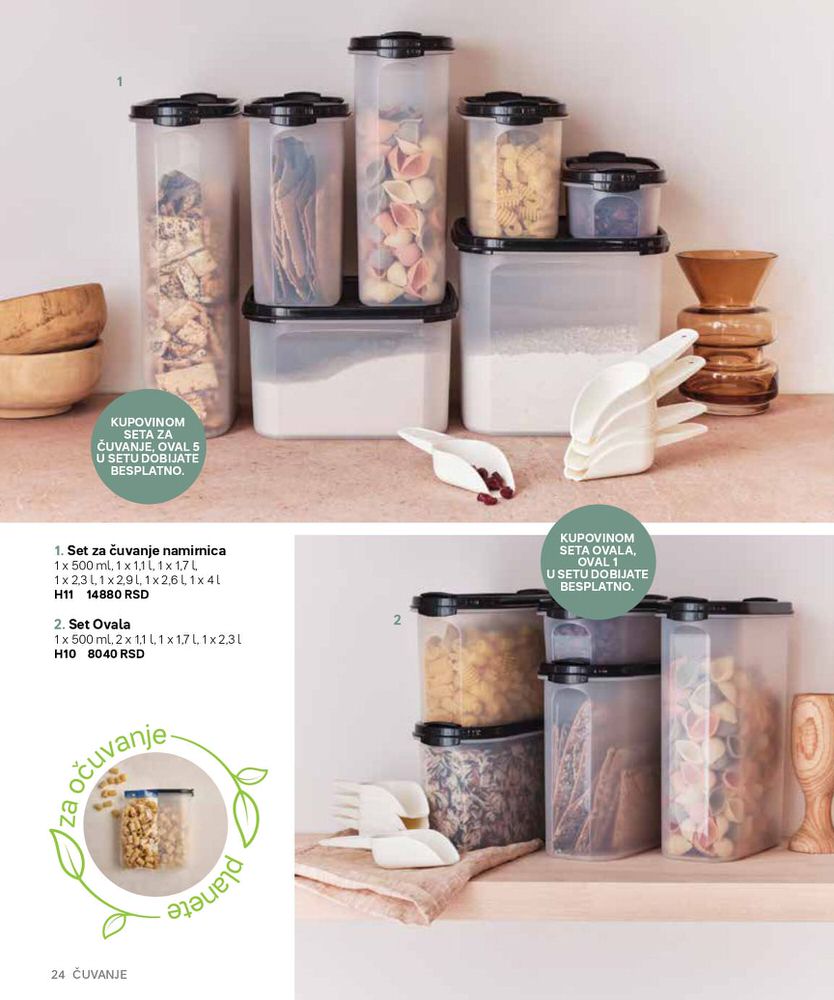 1
KUPOVINOM
SETA ZA
ČUVANJE, OVAL 5
U SETU DOBIJATE
BESPLATNO.
1. Set za čuvanje namirnica
1 x 500 ml, 1 x 1,1 l, 1 x 1,7 l,
1 x 2,3 l, 1 x 2,9 l, 1 x 2,6 l, 1 x 4 l
H11 14880 RSD
2. Set Ovala
1 x 500 ml, 2 x 1,1 l, 1 x 1,7 l, 1 x 2,3 l
H10 8040 RSD
KUPOVINOM
SETA OVALA,
OVAL 1
U SETU DOBIJATE
BESPLATNO.
2
za očuvanje
planete
24 ČUVANJE